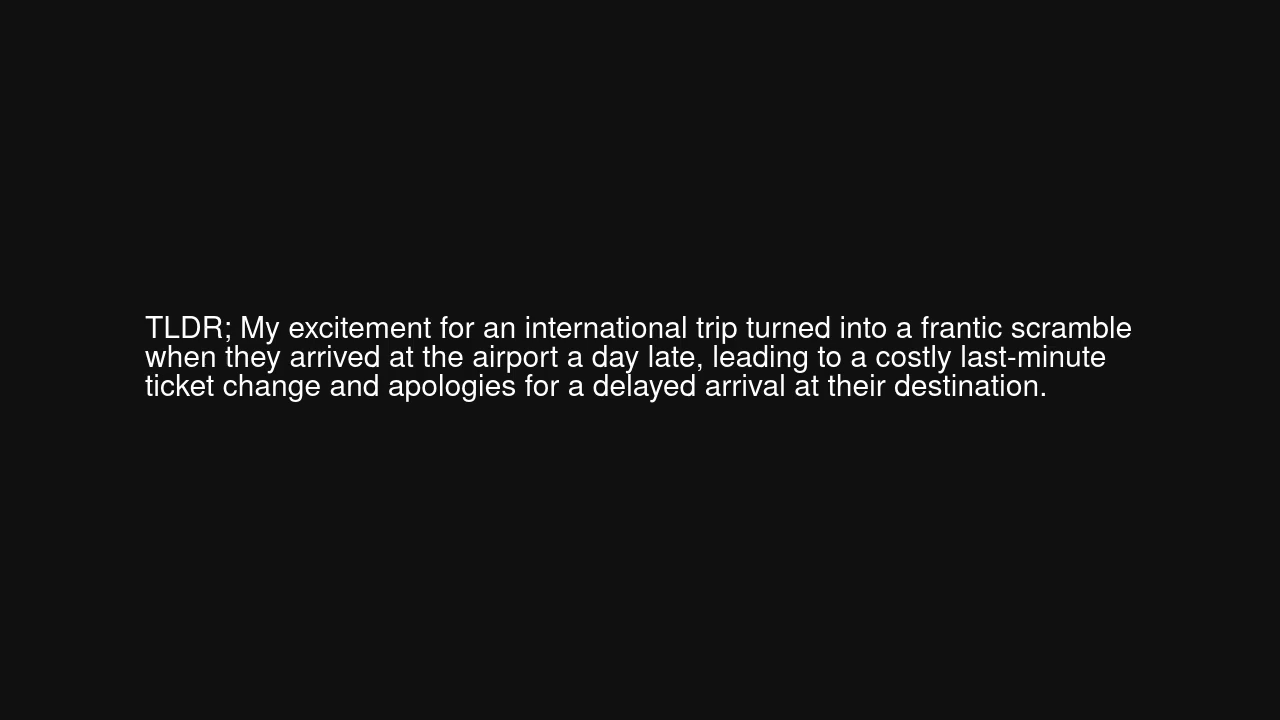 TLDR; My excitement for an international trip turned into a frantic scramble
when they arrived at the airport a day late, leading to a costly last-minute
ticket change and apologies for a delayed arrival at their destination.